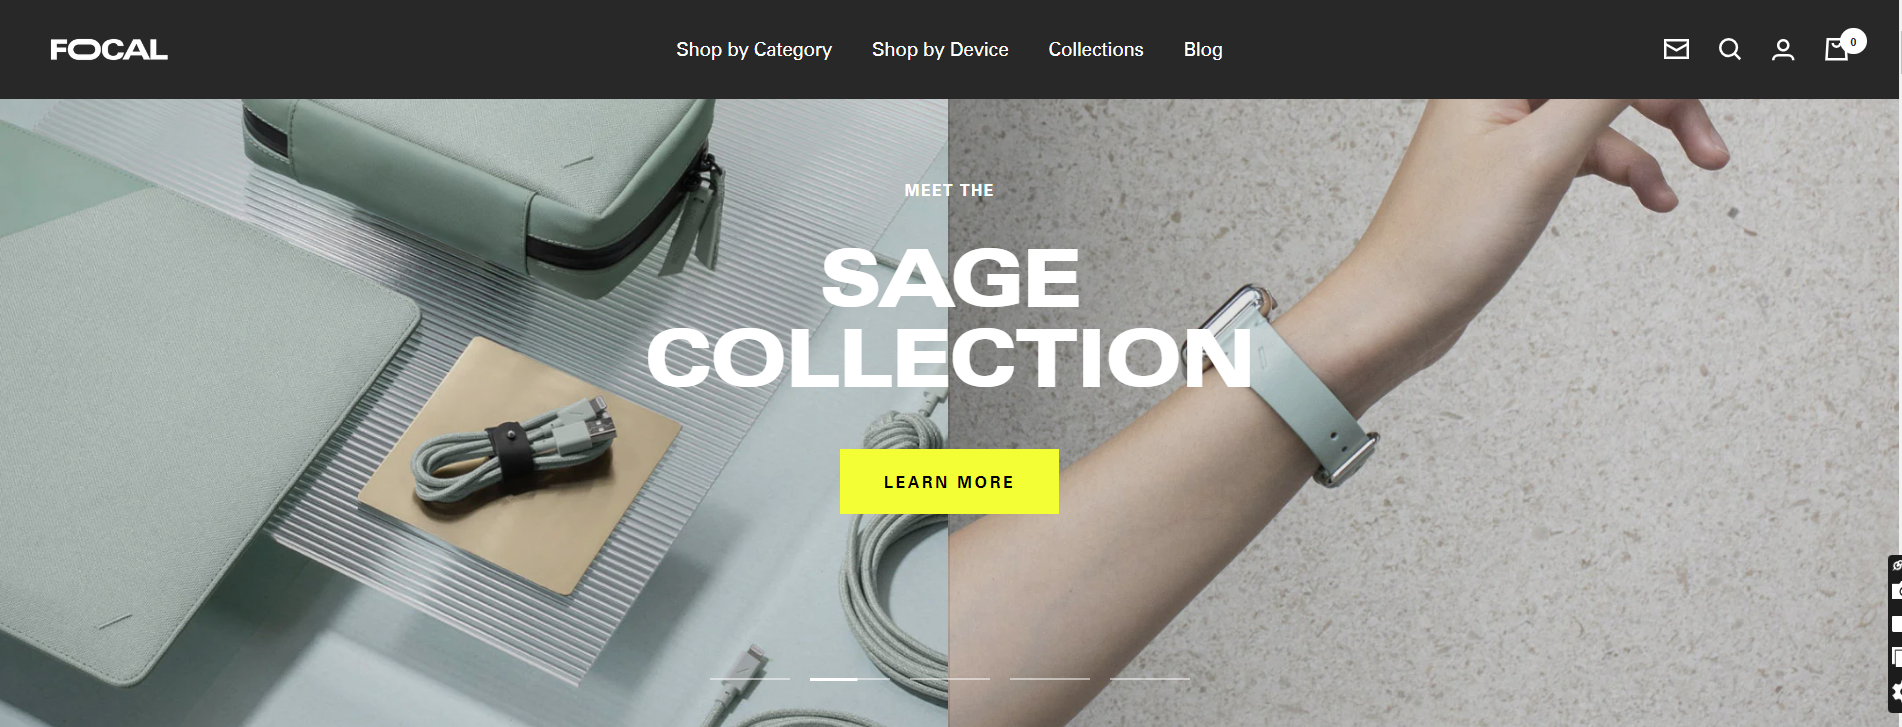 FOCAL
Shop by Category
Shop by Device
Collections
Blog
0
MEET THE
SAGE
COLLECTION
LEARN MORE